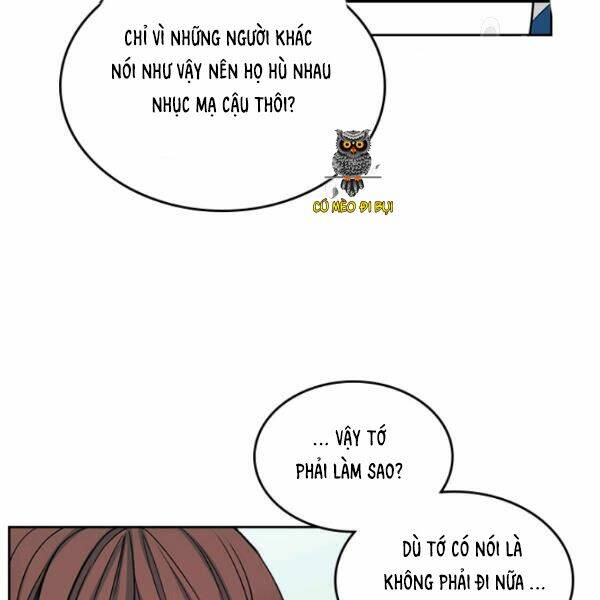 CHỈ VÌ NHỮNG NGƯỜI KHÁC
NÓI NHƯ VẬY NÊN HỌ HÙ NHAU
NHỤC MẠ CẬU THÔI?
CÚ MÈO ĐI BỤI
... VẬY TỚ
PHẢI LÀM SAO?
DÙ TỚ CÓ NÓI LÀ
KHÔNG PHẢI ĐI NỮA ...